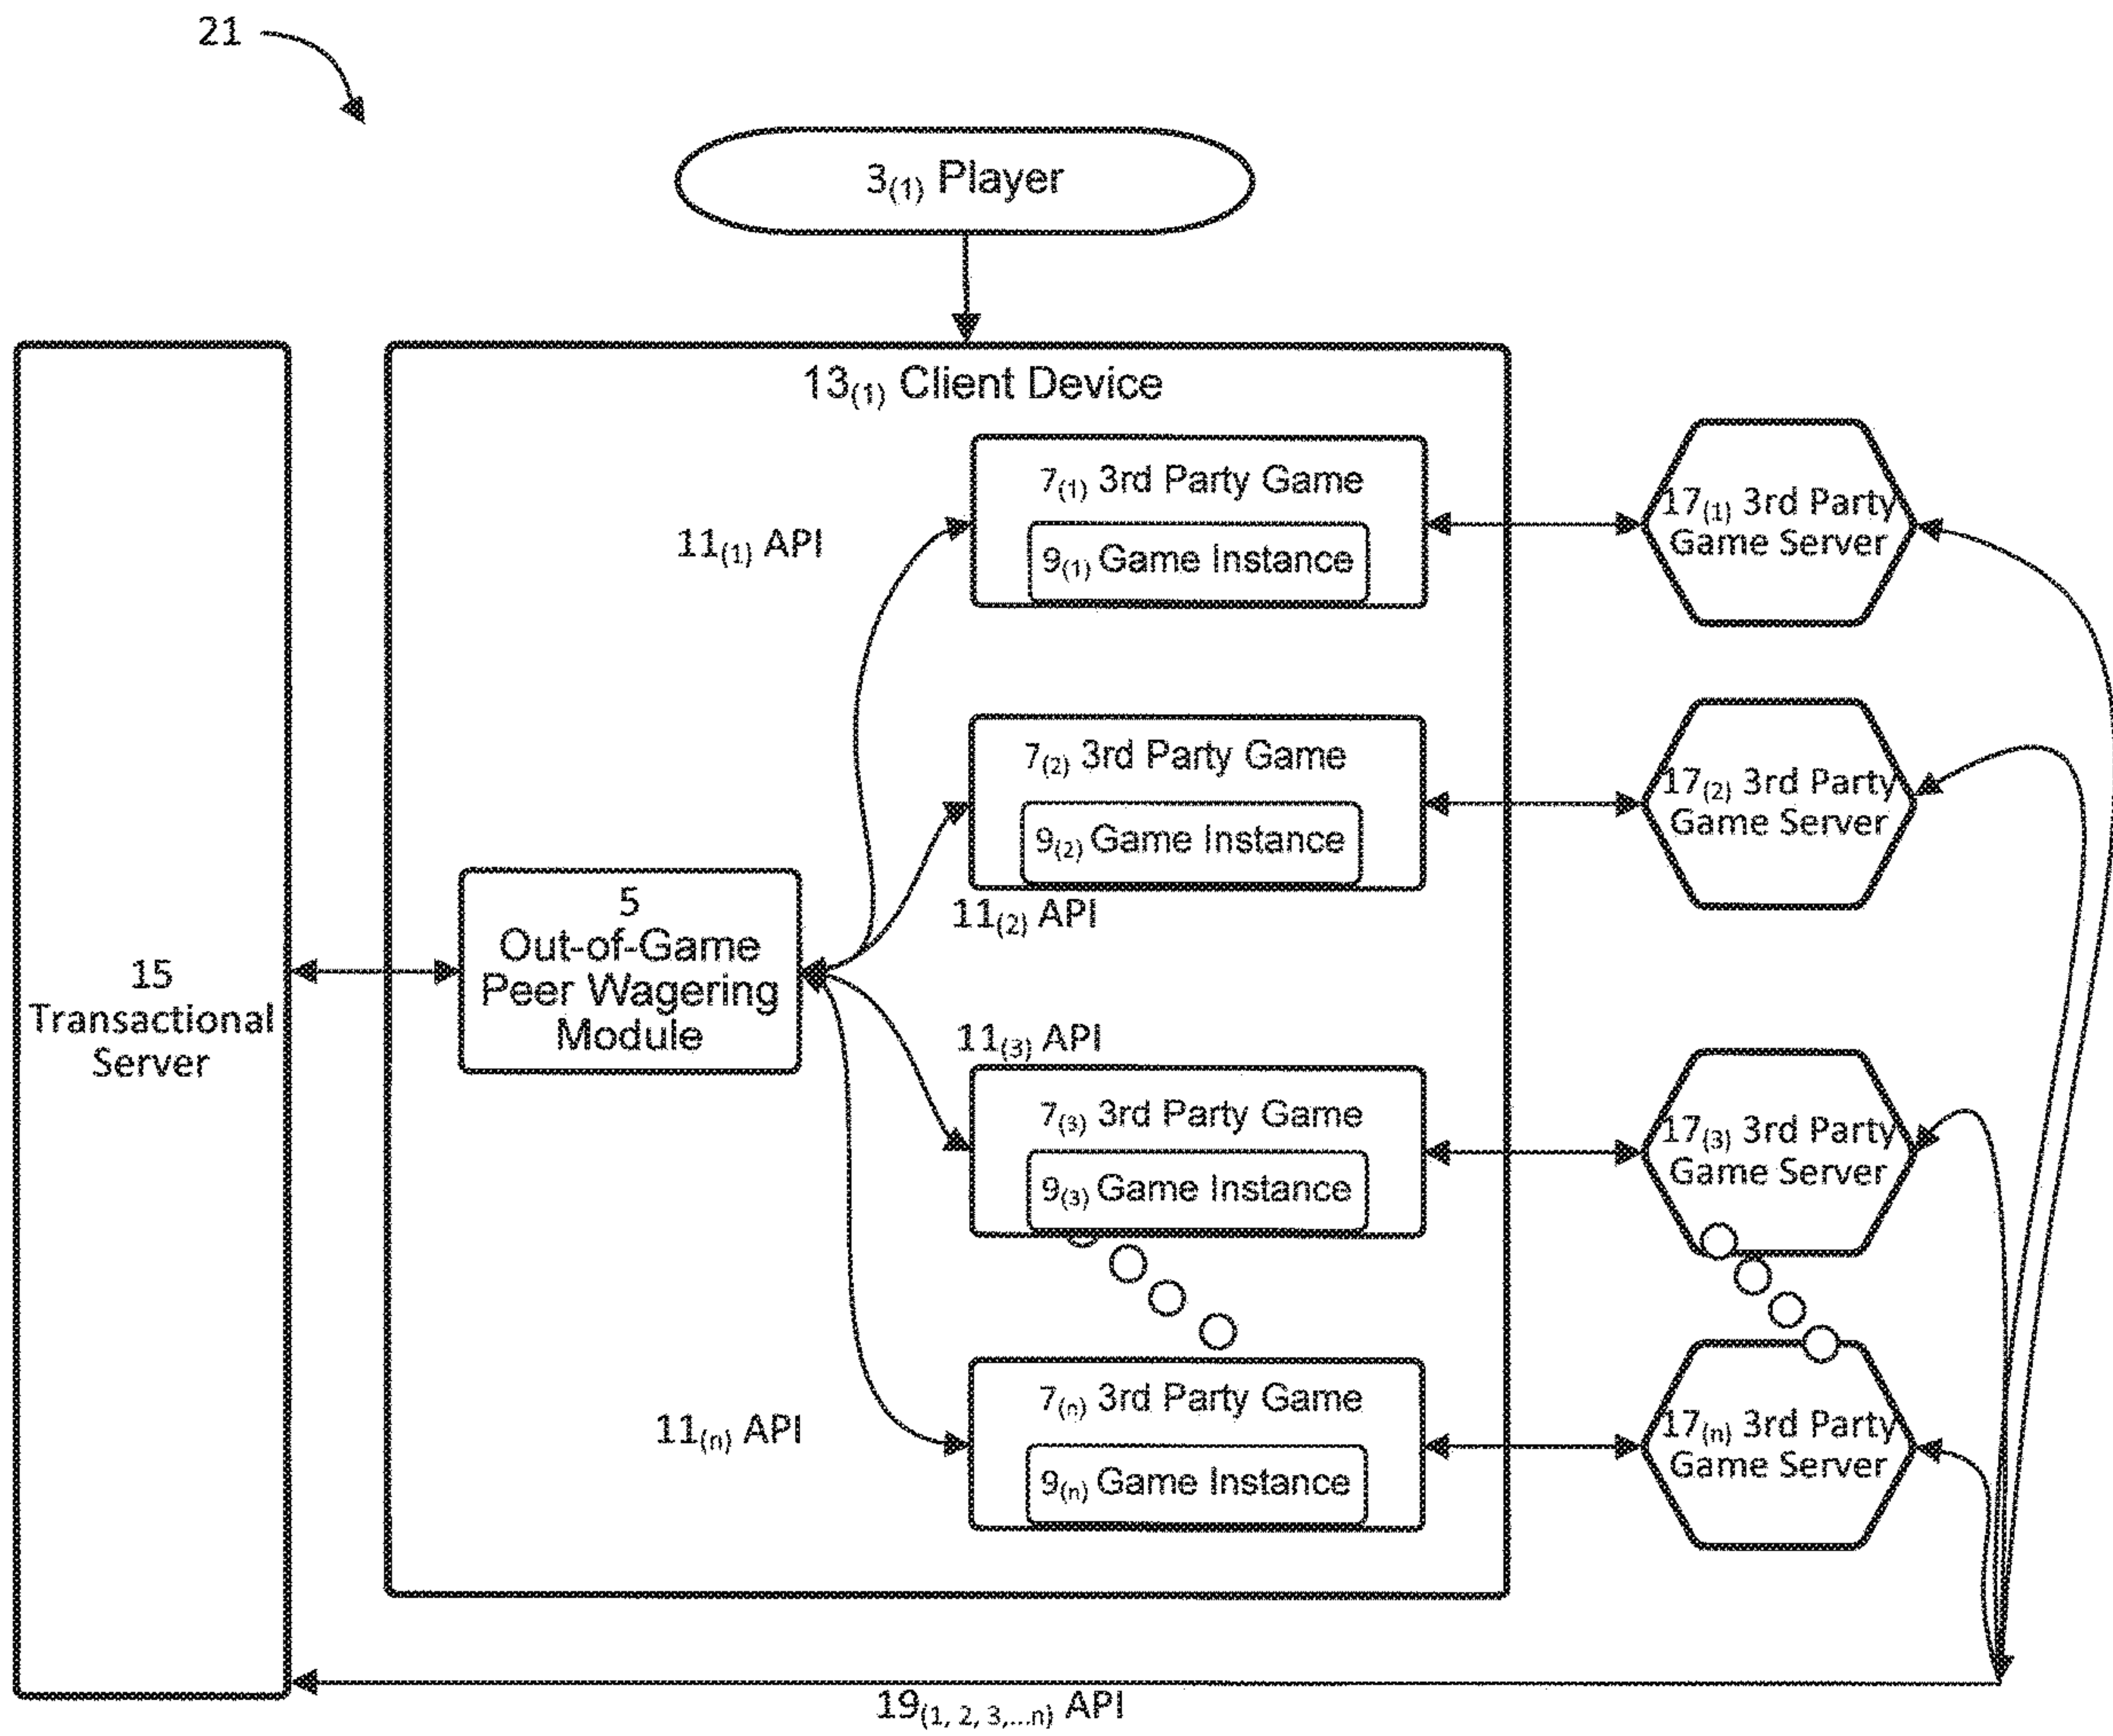 21
3(1) Player
13(1) Client Device
7(1) 3rd Party Game
9(1) Game Instance
11(1) API
17(1) 3rd Party
Game Server
7(2) 3rd Party Game
9(2) Game Instance
11(2) API
17(2) 3rd Party
Game Server
5
Out-of-Game
Peer Wagering
Module
15
Transactional
Server
11(3) API
7(3) 3rd Party Game
9(3) Game Instance
17(3) 3rd Party
Game Server
11(n) API
7(n) 3rd Party Game
9(n) Game Instance
17(n) 3rd Party
Game Server
19(1, 2, 3,...n) API